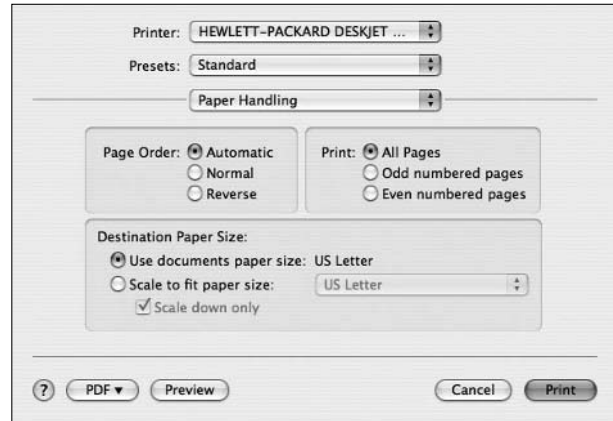 Printer: HEWLETT-PACKARD DESKJET ...
Presets: Standard
Paper Handling
Page Order: Automatic
Normal
Reverse
Print: All Pages
Odd numbered pages
Even numbered pages
Destination Paper Size:
Use documents paper size: US Letter
Scale to fit paper size: US Letter
Scale down only
? PDF ▼ Preview Cancel Print